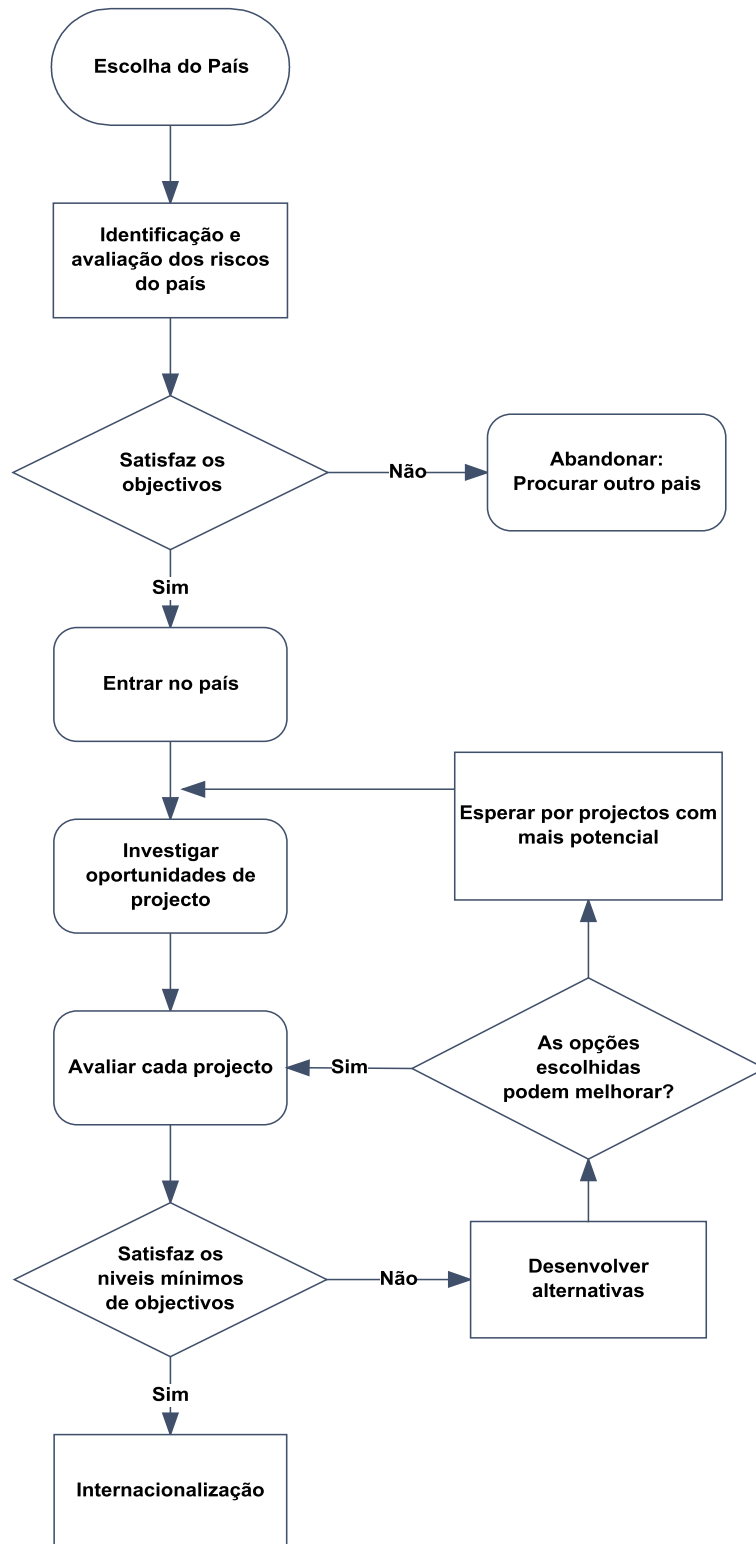 Escolha do País
Identificação e
avaliação dos riscos
do país
Satisfaz os
objectivos
Não
Abandonar:
Procurar outro pais
Sim
Entrar no país
Esperar por projectos com
mais potencial
Investigar
oportunidades de
projecto
Avaliar cada projecto
Sim
As opções
escolhidas
podem melhorar?
Satisfaz os
niveis mínimos
de objectivos
Não
Desenvolver
alternativas
Sim
Internacionalização